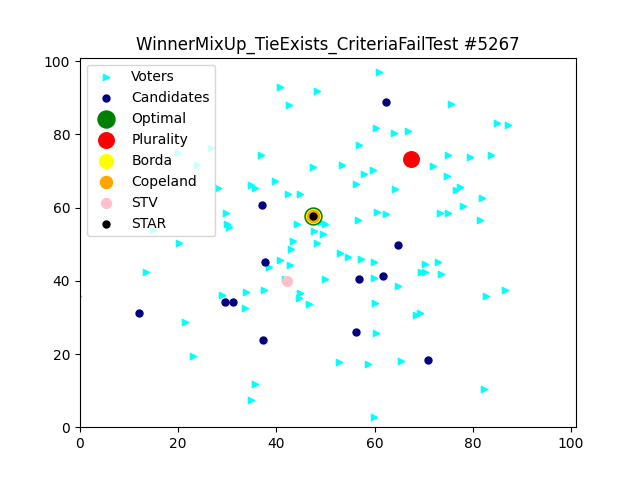 WinnerMixUp_TieExists_CriteriaFailTest #5267
100
80
60
40
20
0
Voters
Candidates
Optimal
Plurality
Borda
Copeland
STV
STAR
0 20 40 60 80 100